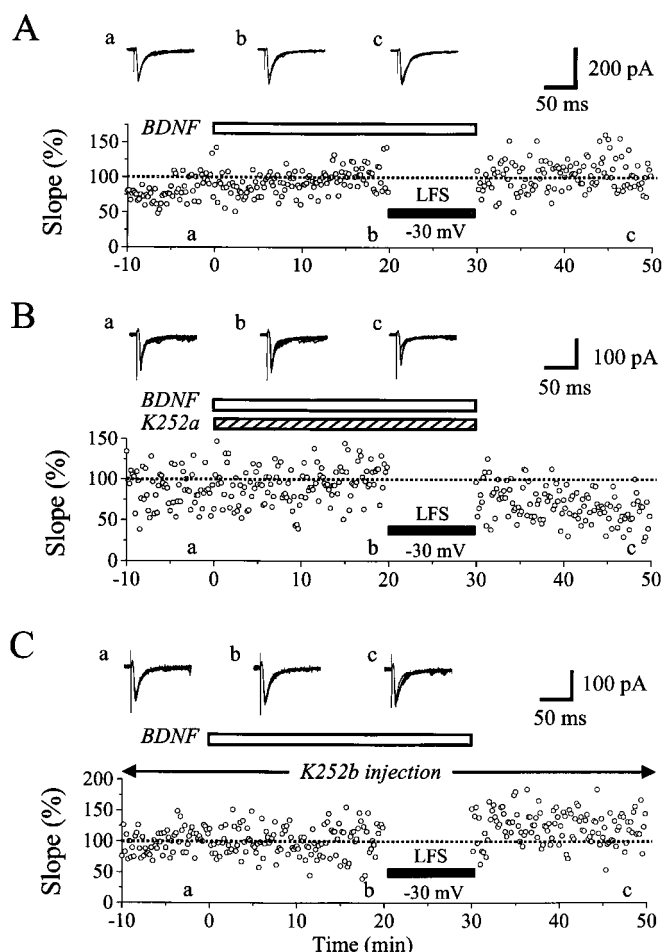 A
a
b
c
200 pA
50 ms
BDNF
Slope (%)
150
100
50
0
LFS
-30 mV
a
b
c
-10
0
10
20
30
40
50
B
a
b
c
100 pA
50 ms
BDNF
K252a
Slope (%)
150
100
50
0
LFS
-30 mV
a
b
c
-10
0
10
20
30
40
50
C
a
b
c
100 pA
50 ms
BDNF
K252b injection
Slope (%)
200
150
100
50
0
LFS
-30 mV
a
b
c
-10
0
10
20
30
40
50
Time (min)